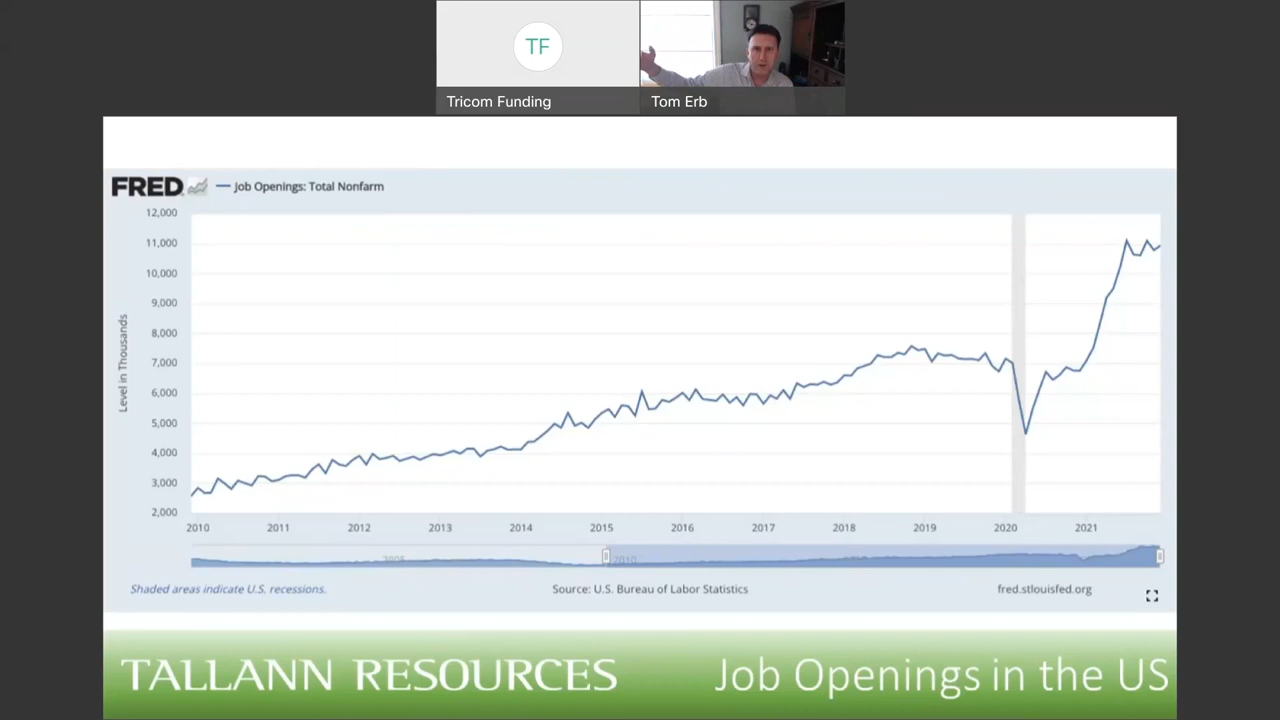 TF
Tricom Funding
Tom Erb
FRED
Job Openings: Total Nonfarm
12,000
11,000
10,000
9,000
8,000
7,000
6,000
5,000
4,000
3,000
2,000
Level in Thousands
2010 2011 2012 2013 2014 2015 2016 2017 2018 2019 2020 2021
2005 2010
Shaded areas indicate U.S. recessions. Source: U.S. Bureau of Labor Statistics fred.stlouisfed.org
TALLANN RESOURCES Job Openings in the US